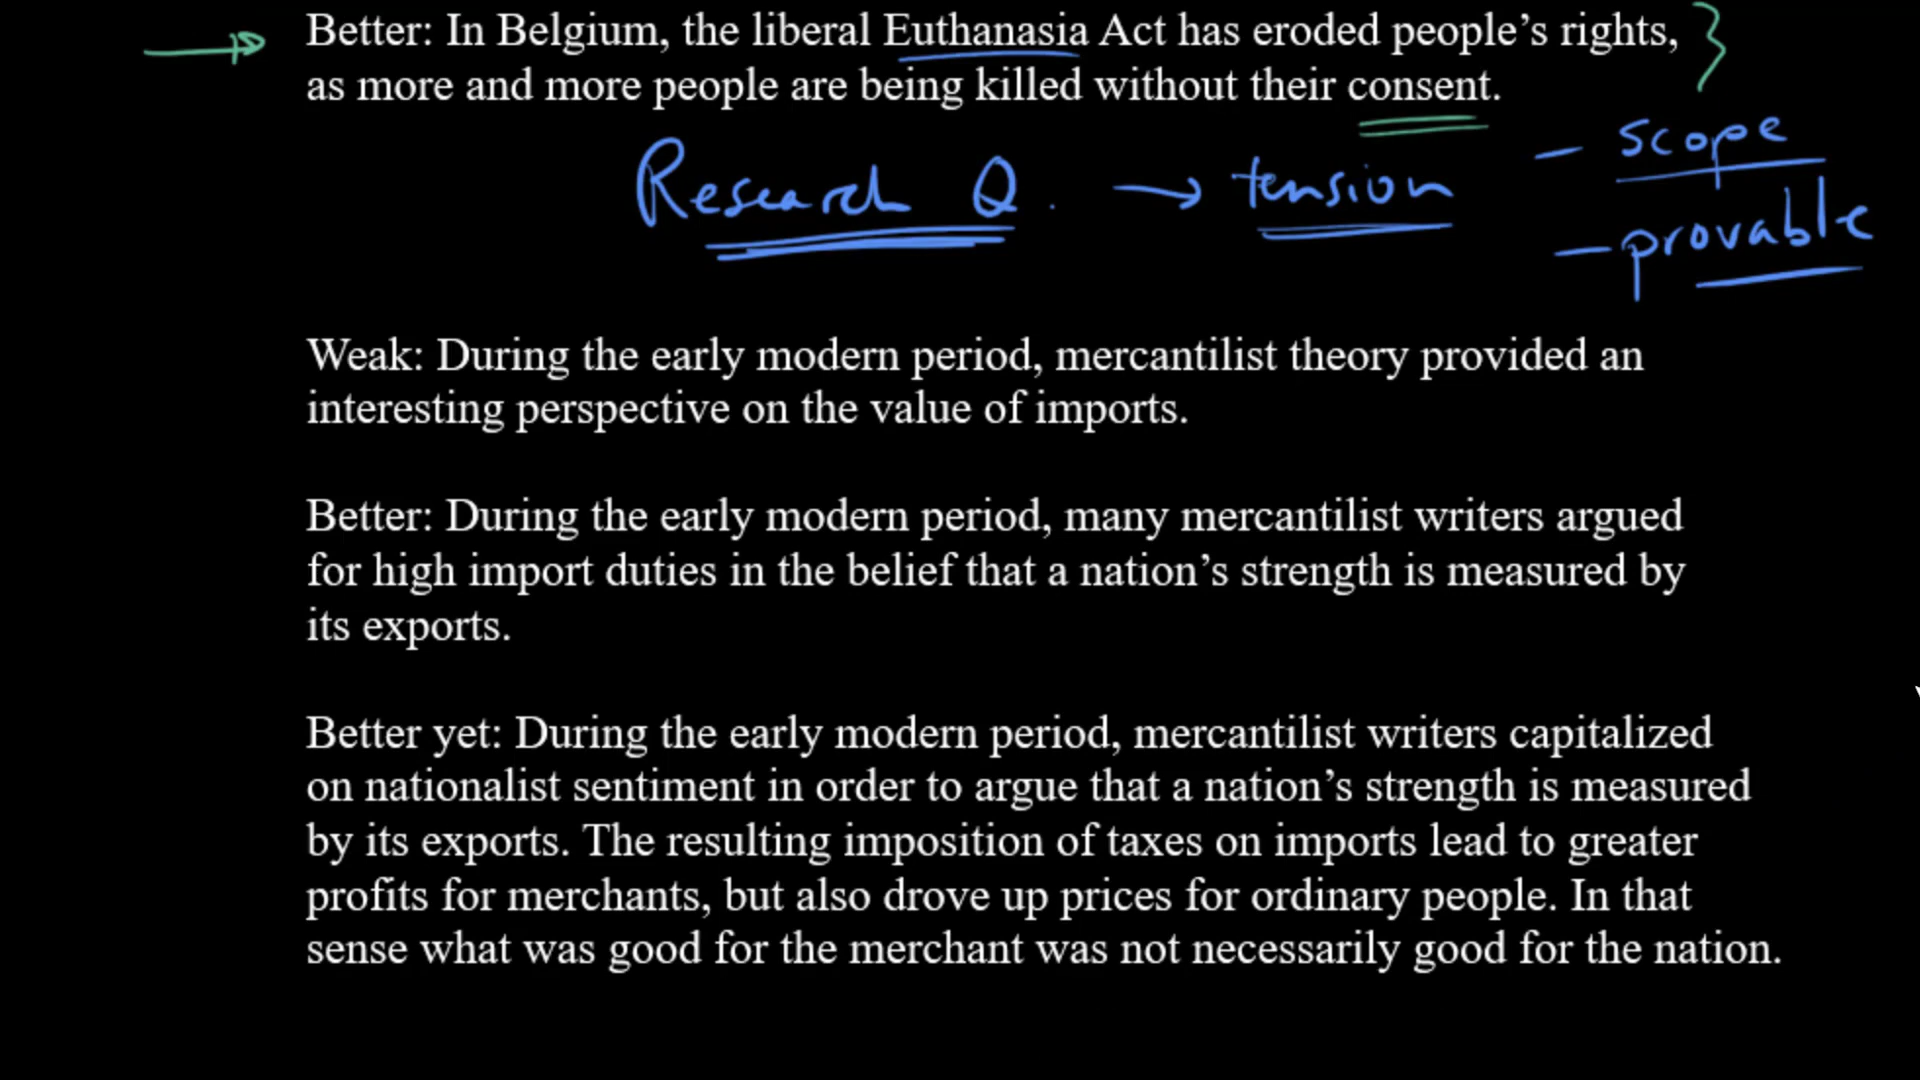 Better: In Belgium, the liberal Euthanasia Act has eroded people’s rights,
as more and more people are being killed without their consent.
Research Q. → tension
– scope
– provable
Weak: During the early modern period, mercantilist theory provided an
interesting perspective on the value of imports.
Better: During the early modern period, many mercantilist writers argued
for high import duties in the belief that a nation’s strength is measured by
its exports.
Better yet: During the early modern period, mercantilist writers capitalized
on nationalist sentiment in order to argue that a nation’s strength is measured
by its exports. The resulting imposition of taxes on imports lead to greater
profits for merchants, but also drove up prices for ordinary people. In that
sense what was good for the merchant was not necessarily good for the nation.